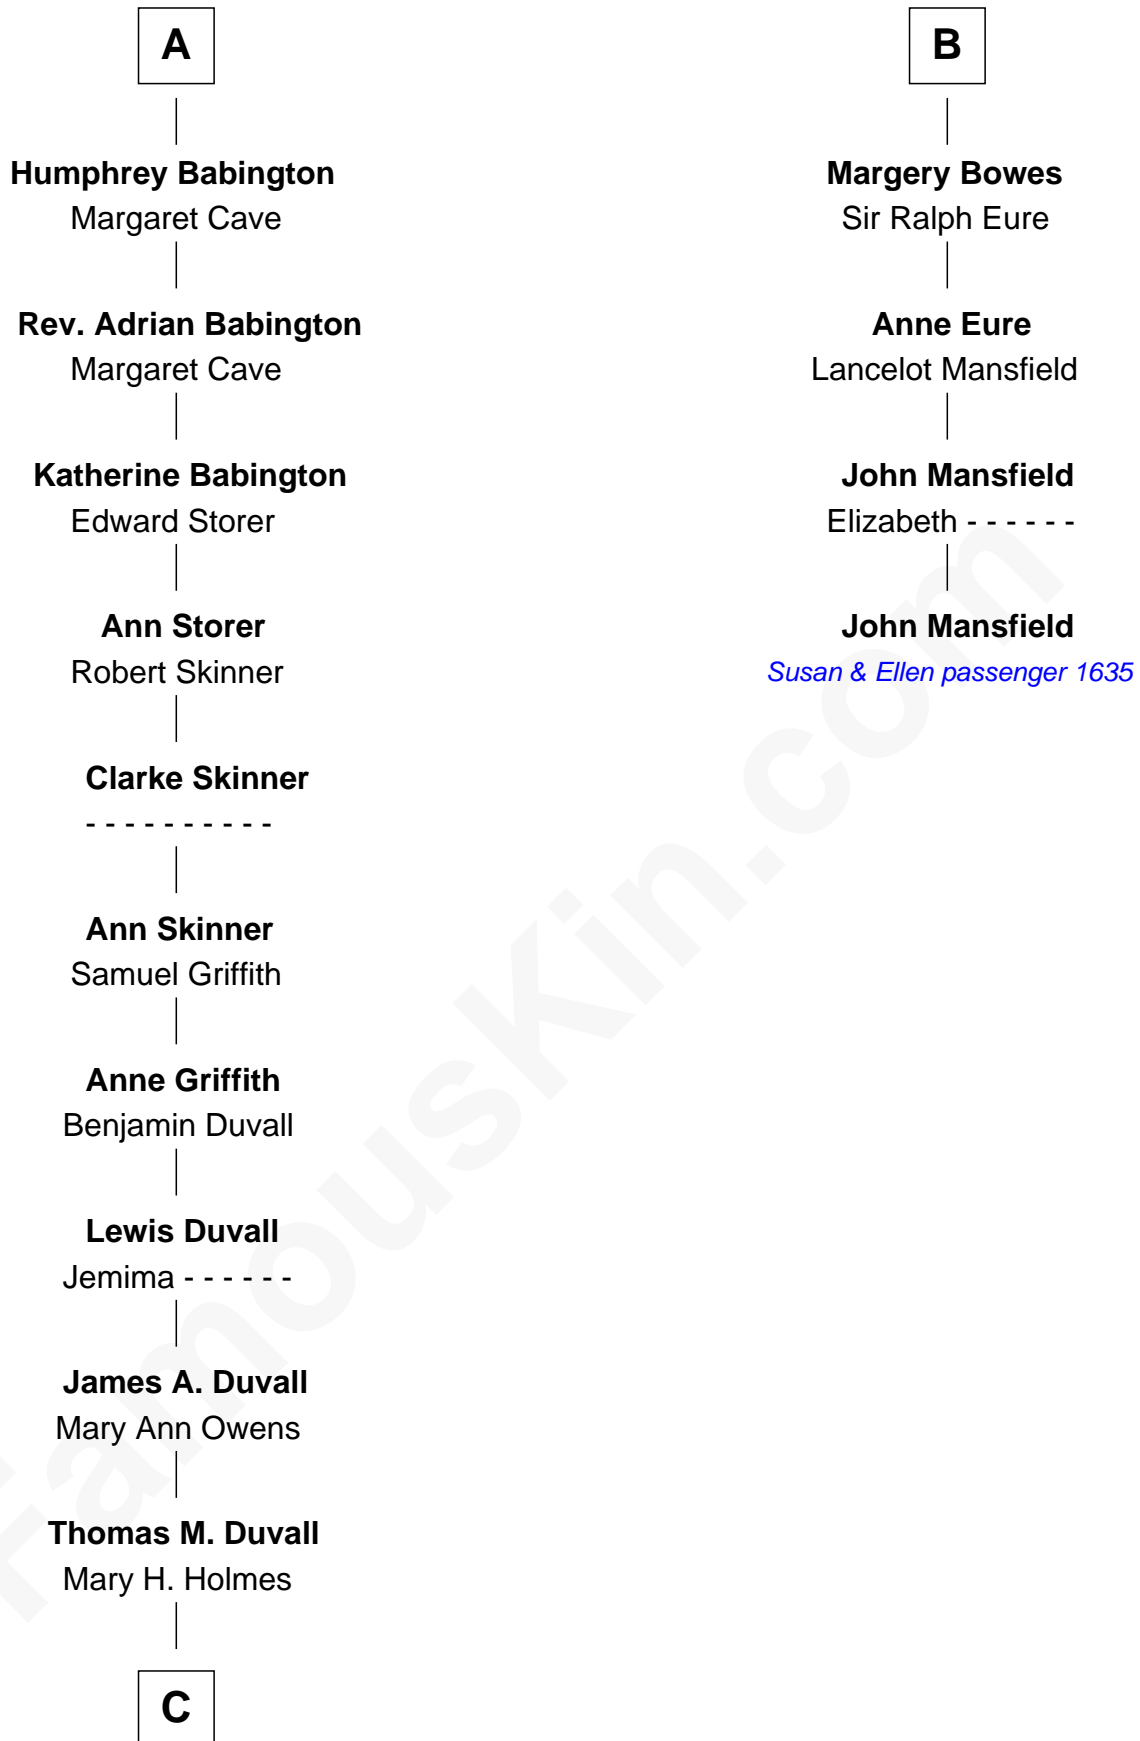 A
Humphrey Babington
Margaret Cave
Rev. Adrian Babington
Margaret Cave
Katherine Babington
Edward Storer
Ann Storer
Robert Skinner
Clarke Skinner
- - - - - - - - - -
Ann Skinner
Samuel Griffith
Anne Griffith
Benjamin Duvall
Lewis Duvall
Jemima - - - - - -
James A. Duvall
Mary Ann Owens
Thomas M. Duvall
Mary H. Holmes
C
B
Margery Bowes
Sir Ralph Eure
Anne Eure
Lancelot Mansfield
John Mansfield
Elizabeth - - - - - -
John Mansfield
Susan & Ellen passenger 1635
FamousKin.com